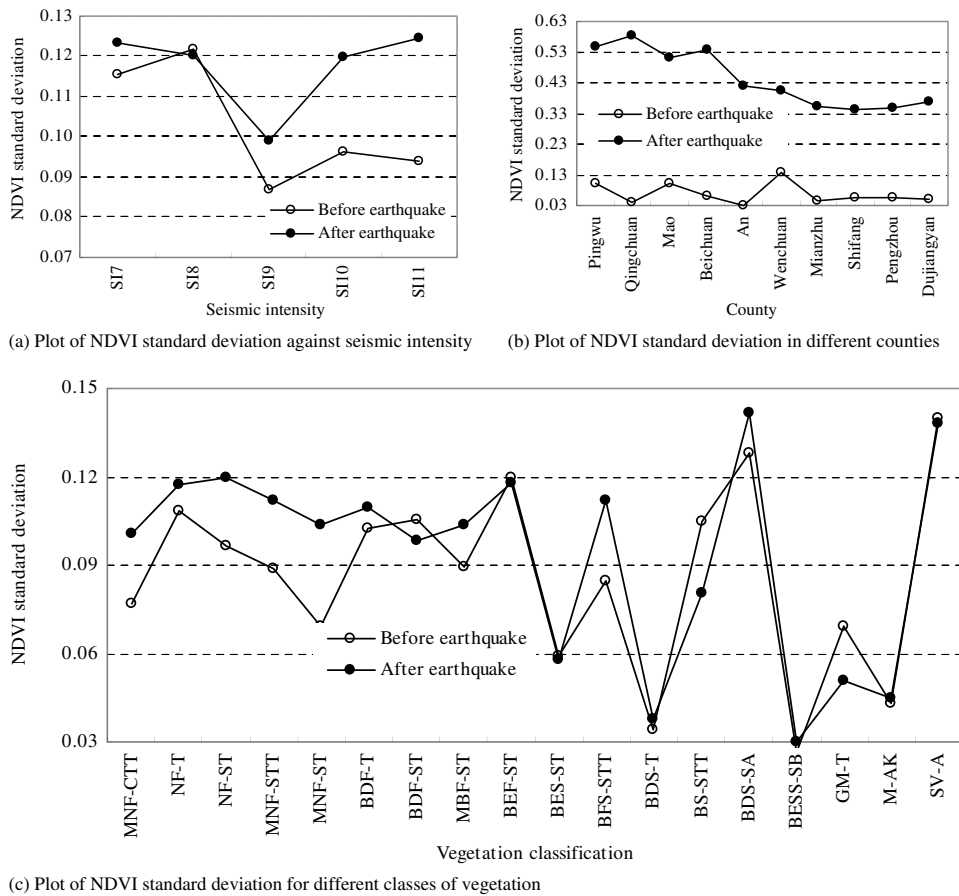 0.13
0.12
0.11
0.10
0.09
0.08
0.07
NDVI standard deviation
Before earthquake
After earthquake
SI7
SI8
SI9
SI10
SI11
Seismic intensity
(a) Plot of NDVI standard deviation against seismic intensity
0.63
0.53
0.43
0.33
0.23
0.13
0.03
NDVI standard deviation
Before earthquake
After earthquake
Pingwu
Qingchuan
Mao
Beichuan
An
Wenchuan
Mianzhu
Shifang
Pengzhou
Dujiangyan
County
(b) Plot of NDVI standard deviation in different counties
0.15
0.12
0.09
0.06
0.03
NDVI standard deviation
Before earthquake
After earthquake
MNF-CTT
NF-T
NF-ST
MNF-STT
MNF-ST
BDF-T
BDF-ST
MBF-ST
BEF-ST
BES-ST
BFS-STT
BDS-T
BS-STT
BDS-SA
BESS-SB
GM-T
M-AK
SV-A
Vegetation classification
(c) Plot of NDVI standard deviation for different classes of vegetation